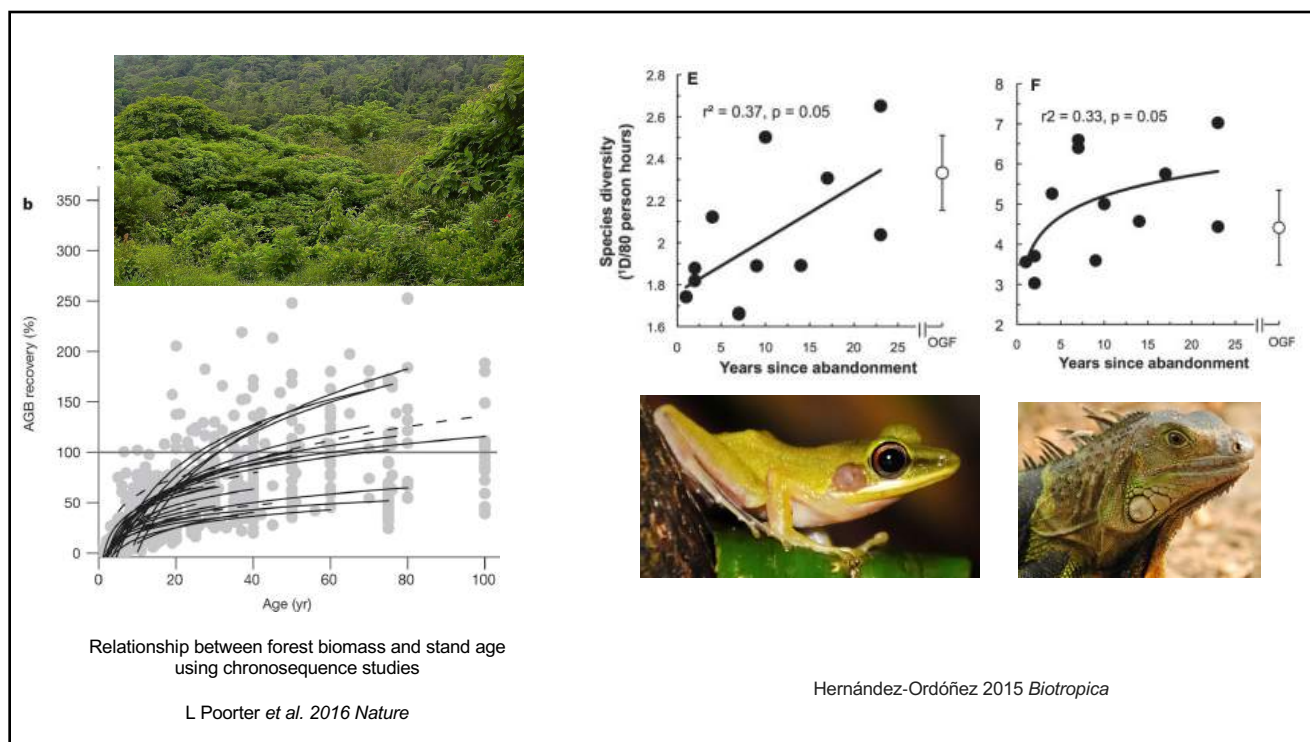 b
350
300
250
200
150
100
50
0
AGB recovery (%)
0
20
40
60
80
100
Age (yr)
Relationship between forest biomass and stand age
using chronosequence studies
L Poorter et al. 2016 Nature
E
r² = 0.37, p = 0.05
2.8
2.6
2.4
2.2
2
1.8
1.6
Species diversity
(¹D/80 person hours)
0
5
10
15
20
25
OGF
Years since abandonment
F
r2 = 0.33, p = 0.05
8
7
6
5
4
3
2
0
5
10
15
20
25
OGF
Years since abandonment
Hernández-Ordóñez 2015 Biotropica